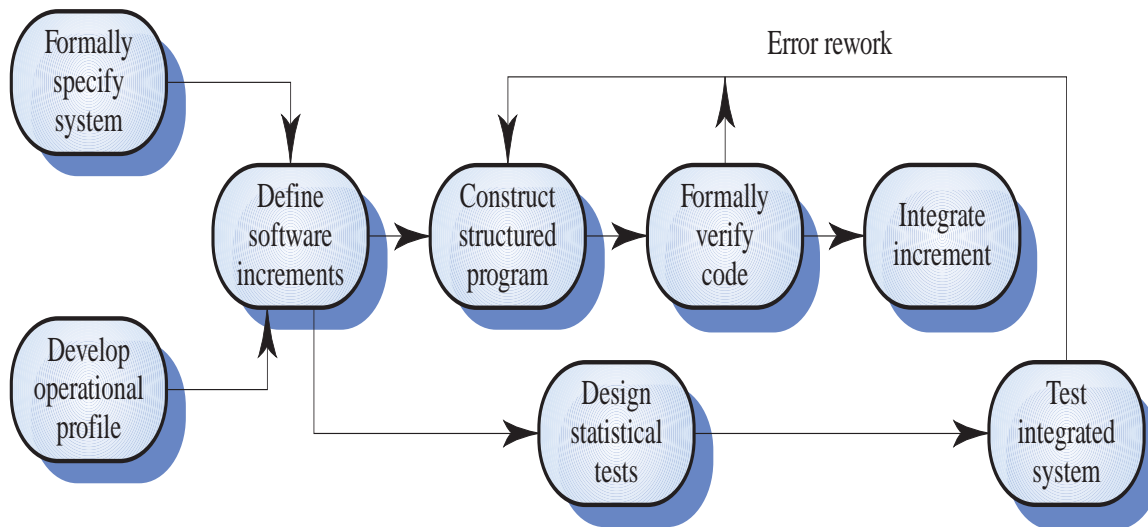 Formally
specify
system
Error rework
Define
software
increments
Construct
structured
program
Formally
verify
code
Integrate
increment
Develop
operational
profile
Design
statistical
tests
Test
integrated
system